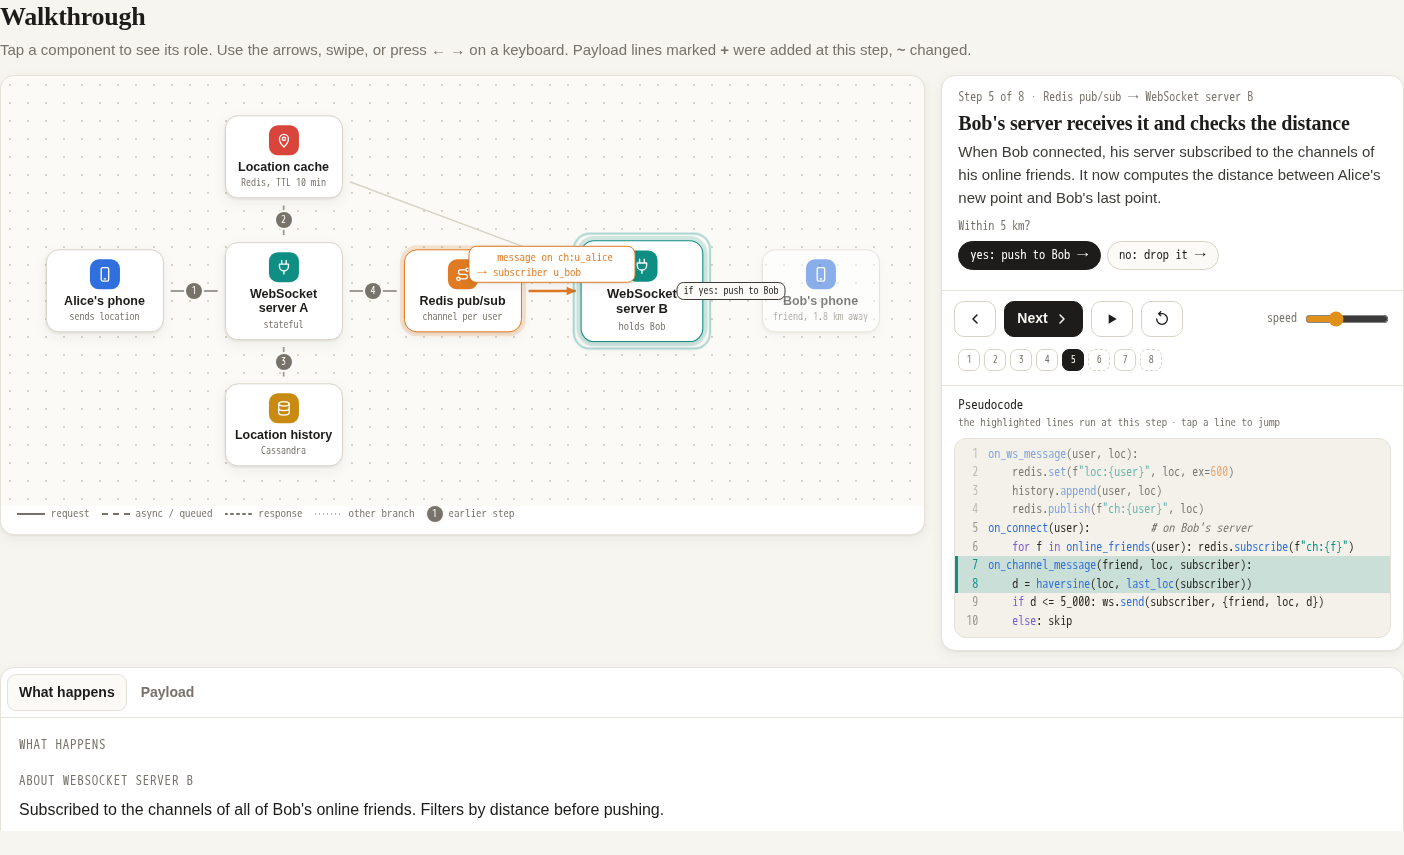 Walkthrough
Tap a component to see its role. Use the arrows, swipe, or press ← → on a keyboard. Payload lines marked + were added at this step, ~ changed.
Location cache
Redis, TTL 10 min
2
Alice's phone
sends location
1
WebSocket
server A
stateful
4
Redis pub/sub
channel per user
message on ch:u_alice
→ subscriber u_bob
WebSocket
server B
holds Bob
if yes: push to Bob
Bob's phone
friend, 1.8 km away
3
Location history
Cassandra
request
async / queued
response
other branch
1 earlier step
Step 5 of 8 · Redis pub/sub → WebSocket server B
Bob's server receives it and checks the distance
When Bob connected, his server subscribed to the channels of
his online friends. It now computes the distance between Alice's
new point and Bob's last point.
Within 5 km?
yes: push to Bob →
no: drop it →
Next
speed
1 2 3 4 5 6 7 8
Pseudocode
the highlighted lines run at this step · tap a line to jump
1 on_ws_message(user, loc):
2 redis.set(f"loc:{user}", loc, ex=600)
3 history.append(user, loc)
4 redis.publish(f"ch:{user}", loc)
5 on_connect(user): # on Bob's server
6 for f in online_friends(user): redis.subscribe(f"ch:{f}")
7 on_channel_message(friend, loc, subscriber):
8 d = haversine(loc, last_loc(subscriber))
9 if d <= 5_000: ws.send(subscriber, {friend, loc, d})
10 else: skip
What happens
Payload
WHAT HAPPENS
ABOUT WEBSOCKET SERVER B
Subscribed to the channels of all of Bob's online friends. Filters by distance before pushing.